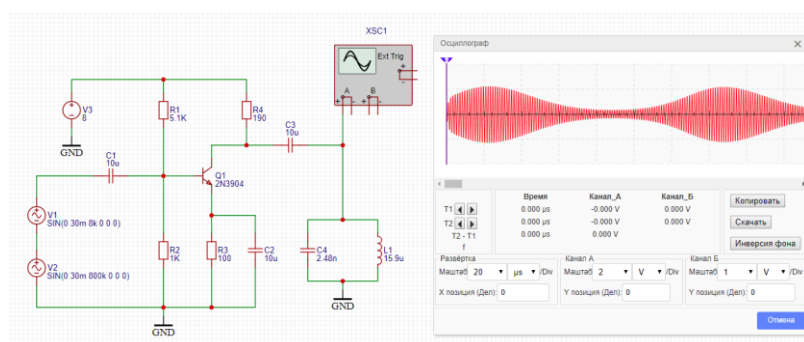 XSC1
Ext Trig
A
B
V3
8
GND
R1
5.1K
R4
190
C3
10u
C1
10u
Q1
2N3904
V1
SIN(0 30m 8k 0 0 0)
V2
SIN(0 30m 800k 0 0 0)
R2
1K
R3
100
C2
10u
C4
2.48n
L1
15.9u
GND
GND
Осциллограф
Время Канал_А Канал_Б
T1 0.000 µs -0.000 V 0.000 V
T2 0.000 µs -0.000 V 0.000 V
T2 - T1 0.000 µs 0.000 V
f
Копировать
Скачать
Инверсия фона
Развёртка
Масштаб 20 µs /Div
X позиция (Дел): 0
Канал А
Масштаб 2 V /Div
Y позиция (Дел): 0
Канал Б
Масштаб 1 V /Div
Y позиция (Дел): 0
Отмена